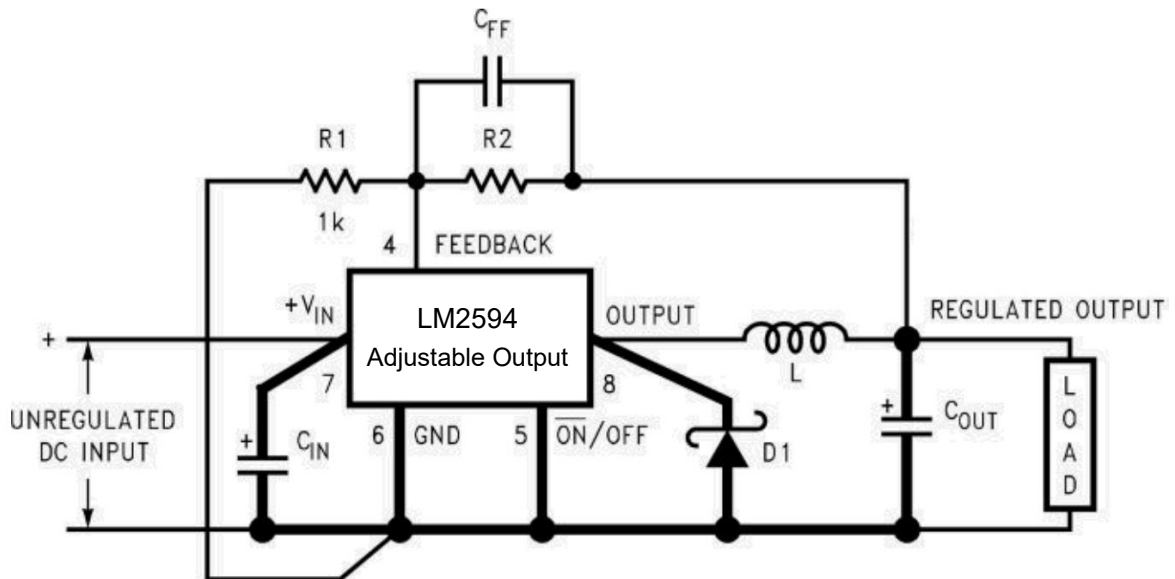 C_FF
R1
R2
1k
4 FEEDBACK
+V_IN
LM2594
Adjustable Output
OUTPUT
REGULATED OUTPUT
+
7
8
L
UNREGULATED
DC INPUT
+
C_IN
6 GND
5 O̅N̅/OFF
D1
+
C_OUT
L
O
A
D